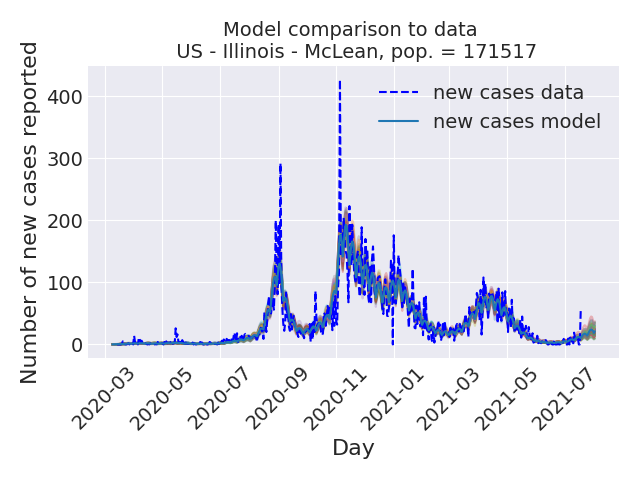 Model comparison to data
US - Illinois - McLean, pop. = 171517
Number of new cases reported
400
300
200
100
0
new cases data
new cases model
2020-03
2020-05
2020-07
2020-09
2020-11
2021-01
2021-03
2021-05
2021-07
Day